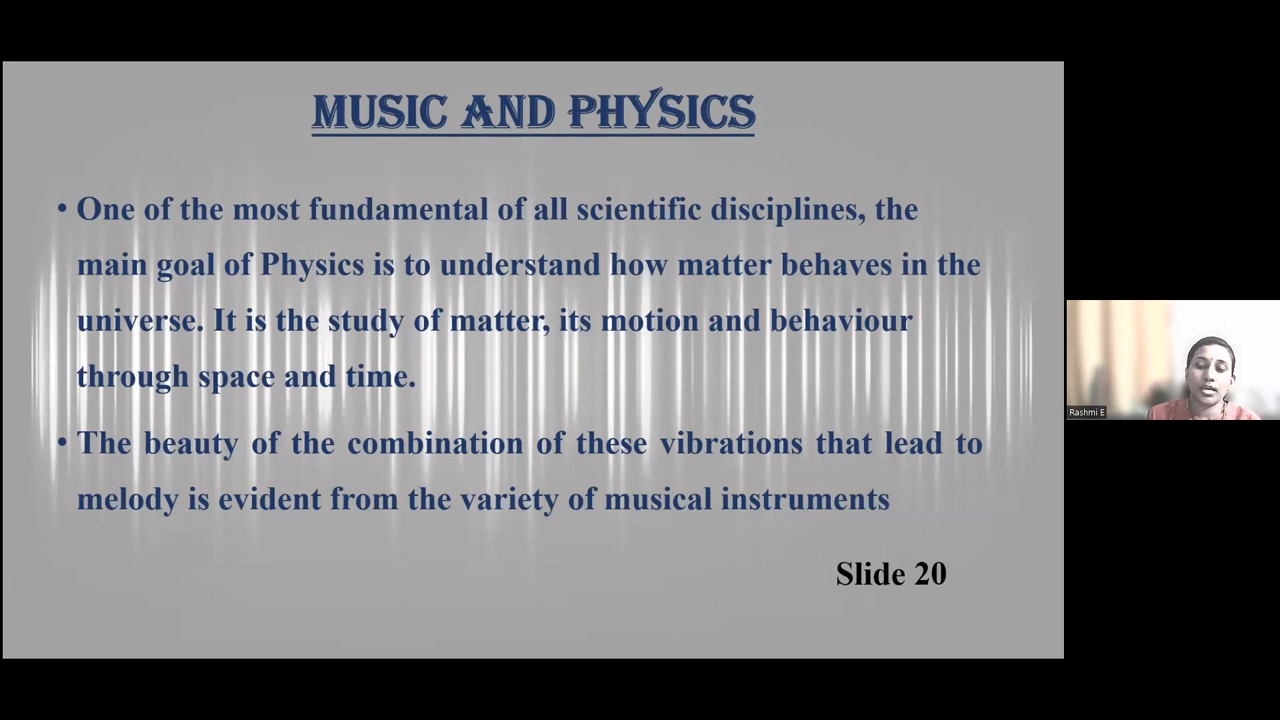 MUSIC AND PHYSICS
• One of the most fundamental of all scientific disciplines, the
main goal of Physics is to understand how matter behaves in the
universe. It is the study of matter, its motion and behaviour
through space and time.
• The beauty of the combination of these vibrations that lead to
melody is evident from the variety of musical instruments
Slide 20
Rashmi E